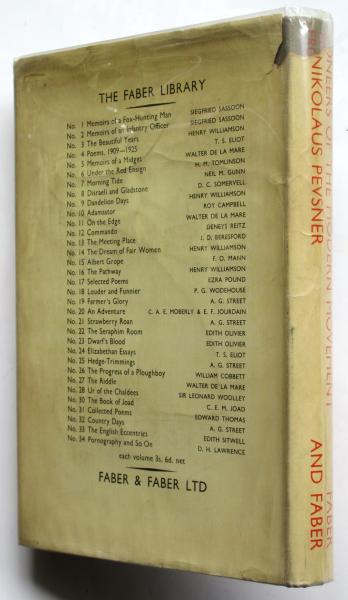 THE FABER LIBRARY
No. 1 Memoirs of a Fox-Hunting Man SIEGFRIED SASSOON
No. 2 Memoirs of an Infantry Officer SIEGFRIED SASSOON
No. 3 The Beautiful Years HENRY WILLIAMSON
No. 4 Poems, 1909-1925 T. S. ELIOT
No. 5 Memoirs of a Midget WALTER DE LA MARE
No. 6 Under the Red Ensign H. M. TOMLINSON
No. 7 Morning Tide NEIL M. GUNN
No. 8 Disraeli and Gladstone D. C. SOMERVELL
No. 9 Dandelion Days HENRY WILLIAMSON
No. 10 Adamastor ROY CAMPBELL
No. 11 On the Edge WALTER DE LA MARE
No. 12 Commando DENEYS REITZ
No. 13 The Meeting Place J. D. BERESFORD
No. 14 The Dream of Fair Women HENRY WILLIAMSON
No. 15 Albert Grope F. O. MANN
No. 16 The Pathway HENRY WILLIAMSON
No. 17 Selected Poems EZRA POUND
No. 18 Louder and Funnier P. G. WODEHOUSE
No. 19 Farmer's Glory A. G. STREET
No. 20 An Adventure C. A. E. MOBERLY & E. F. JOURDAIN
No. 21 Strawberry Roan A. G. STREET
No. 22 The Seraphim Room EDITH OLIVIER
No. 23 Dwarf's Blood EDITH OLIVIER
No. 24 Elizabethan Essays T. S. ELIOT
No. 25 Hedge-Trimmings A. G. STREET
No. 26 The Progress of a Ploughboy WILLIAM COBBETT
No. 27 The Riddle WALTER DE LA MARE
No. 28 Ur of the Chaldees SIR LEONARD WOOLLEY
No. 30 The Book of Joad C. E. M. JOAD
No. 31 Collected Poems EDWARD THOMAS
No. 32 Country Days A. G. STREET
No. 33 The English Eccentrics EDITH SITWELL
No. 34 Pornography and So On D. H. LAWRENCE
each volume 3s. 6d. net
FABER & FABER LTD
ONEERS OF THE MODERN MOVEMENT
NIKOLAUS PEVSNER
FABER
AND FABER